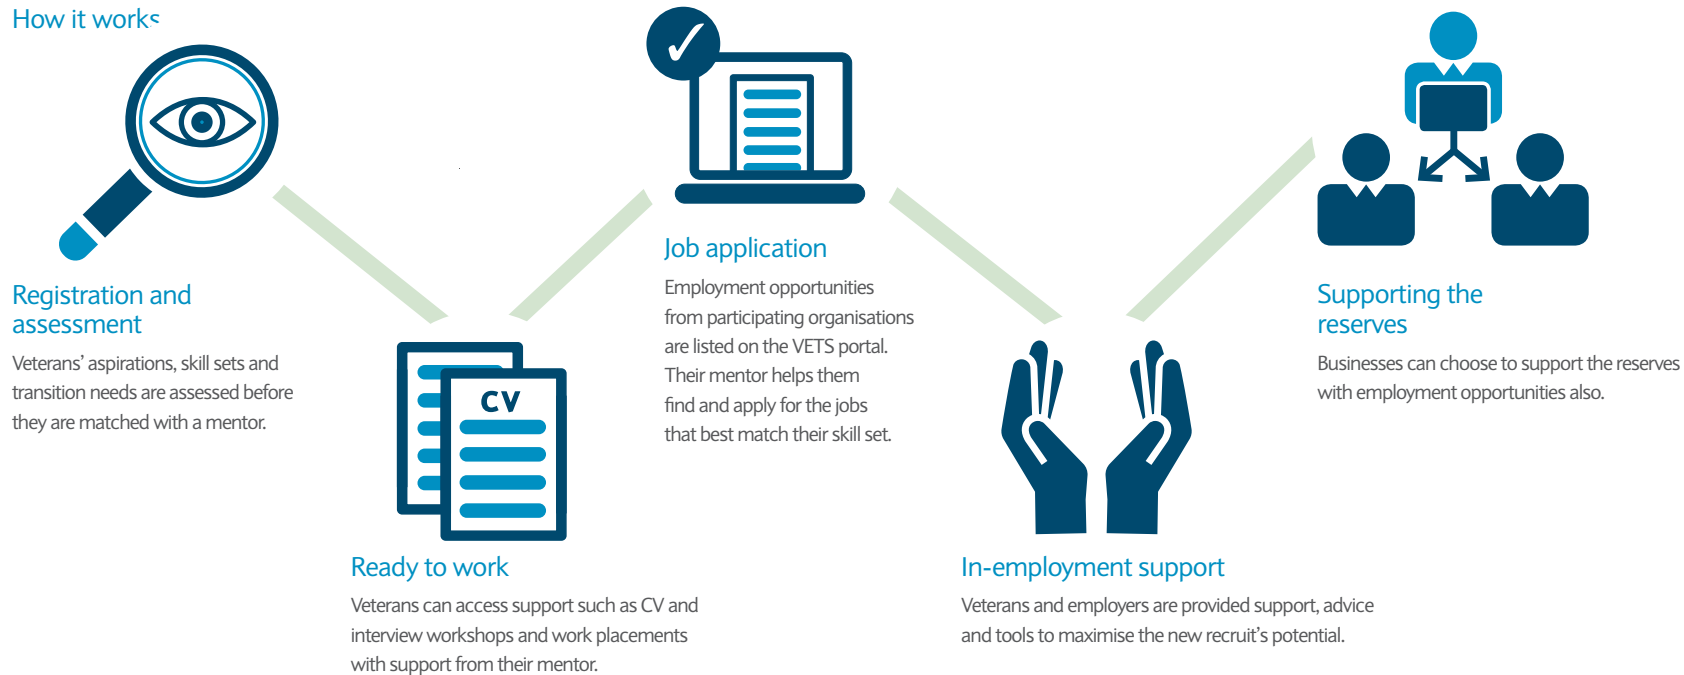 How it works
Registration and
assessment
Veterans' aspirations, skill sets and
transition needs are assessed before
they are matched with a mentor.
CV
Ready to work
Veterans can access support such as CV and
interview workshops and work placements
with support from their mentor.
Job application
Employment opportunities
from participating organisations
are listed on the VETS portal.
Their mentor helps them
find and apply for the jobs
that best match their skill set.
In-employment support
Veterans and employers are provided support, advice
and tools to maximise the new recruit's potential.
Supporting the
reserves
Businesses can choose to support the reserves
with employment opportunities also.